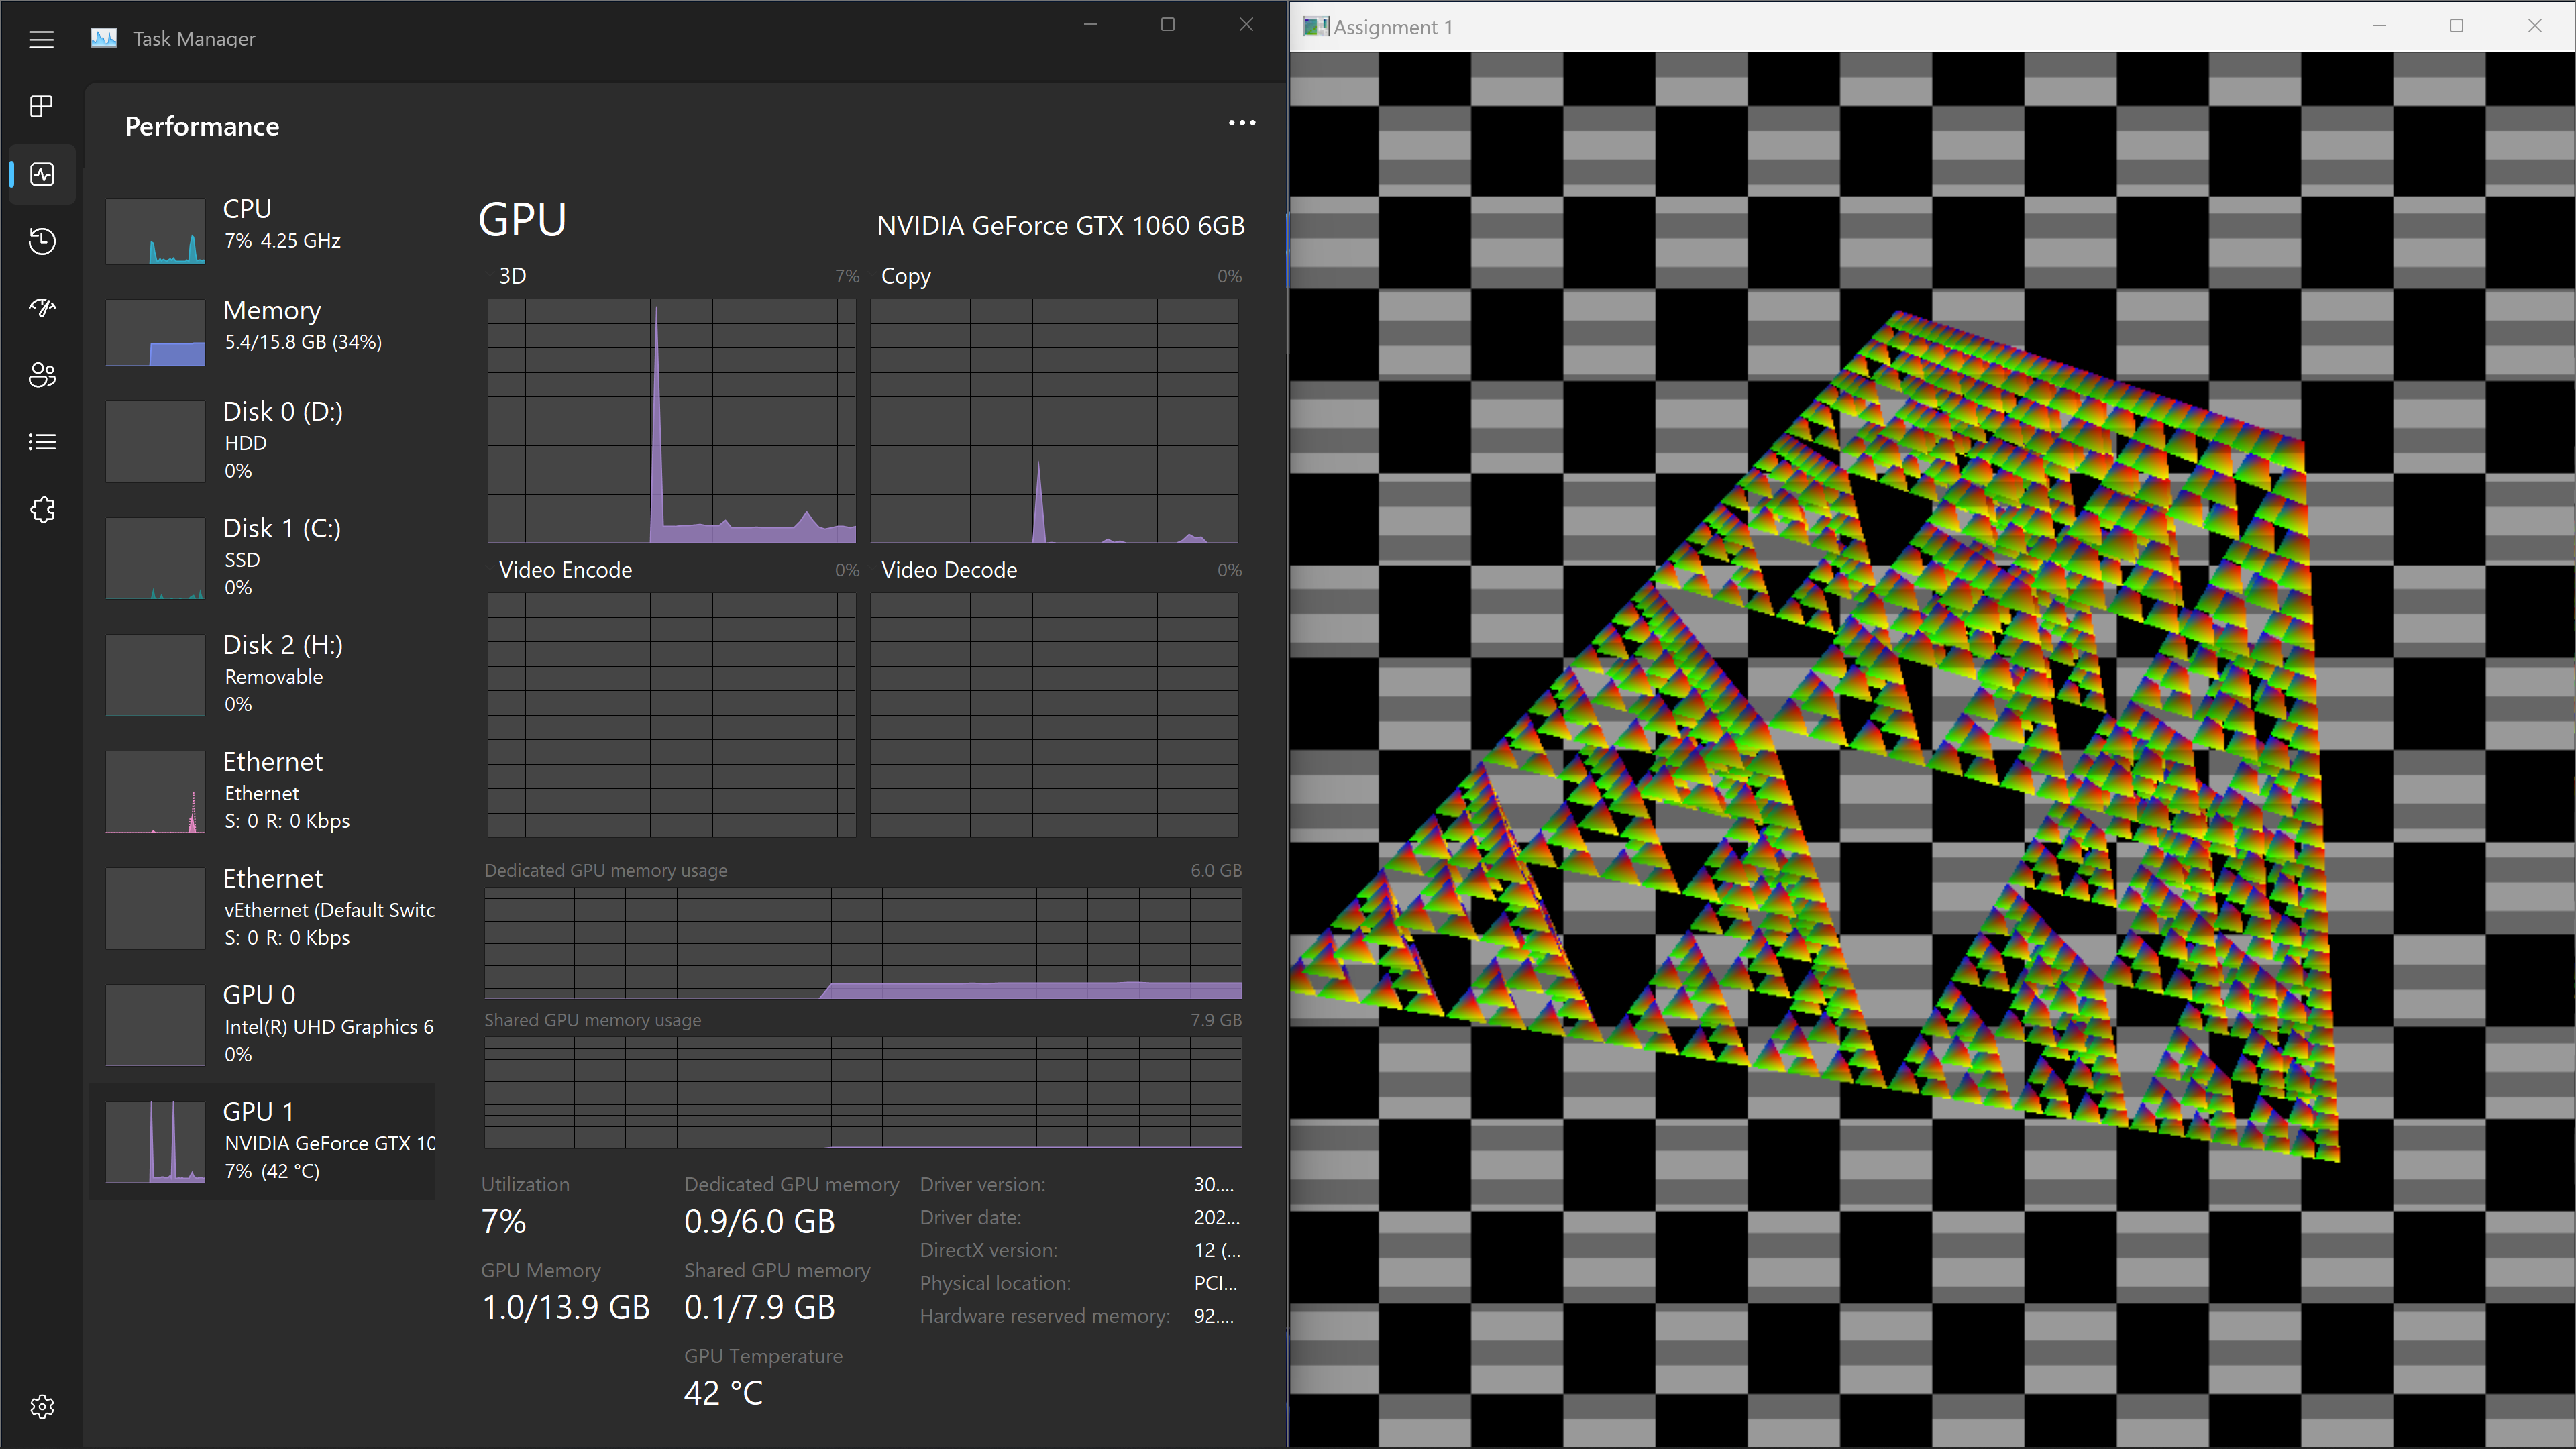 Task Manager
Performance
CPU
7% 4.25 GHz
Memory
5.4/15.8 GB (34%)
Disk 0 (D:)
HDD
0%
Disk 1 (C:)
SSD
0%
Disk 2 (H:)
Removable
0%
Ethernet
Ethernet
S: 0 R: 0 Kbps
Ethernet
vEthernet (Default Switc
S: 0 R: 0 Kbps
GPU 0
Intel(R) UHD Graphics 6
0%
GPU 1
NVIDIA GeForce GTX 10
7% (42 °C)
GPU
NVIDIA GeForce GTX 1060 6GB
3D 7%
Copy 0%
Video Encode 0%
Video Decode 0%
Dedicated GPU memory usage 6.0 GB
Shared GPU memory usage 7.9 GB
Utilization
7%
Dedicated GPU memory
0.9/6.0 GB
GPU Memory
1.0/13.9 GB
Shared GPU memory
0.1/7.9 GB
GPU Temperature
42 °C
Driver version: 30....
Driver date: 202...
DirectX version: 12 (...
Physical location: PCI...
Hardware reserved memory: 92....
Assignment 1